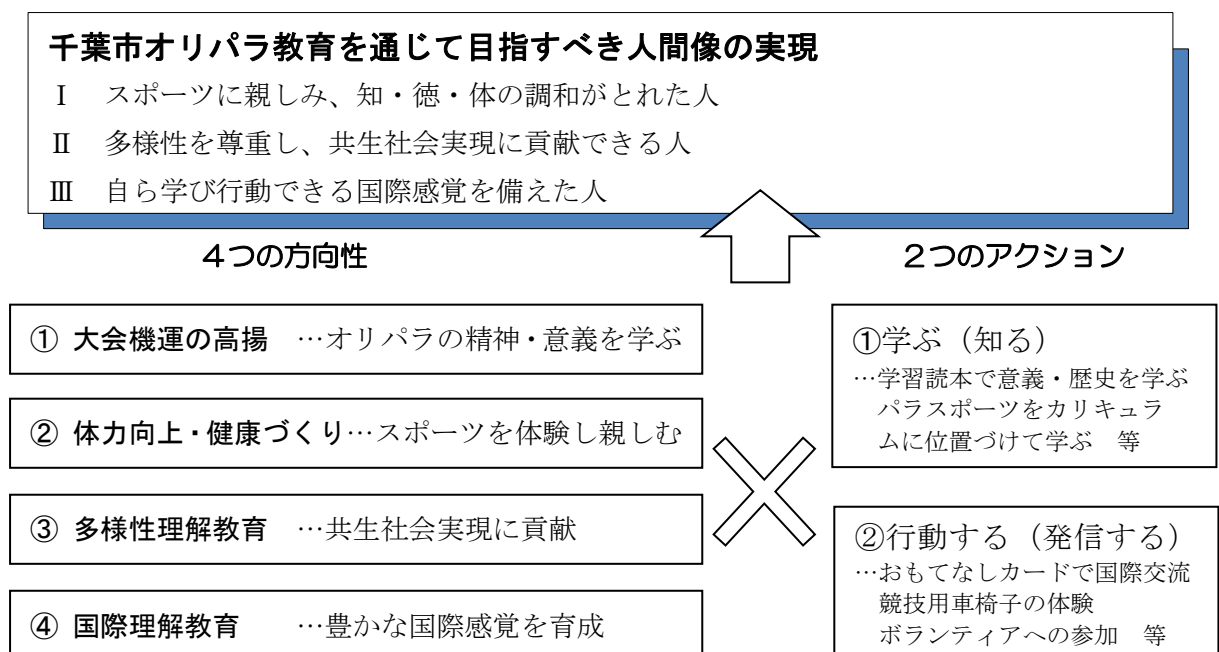 千葉市オリパラ教育を通じて目指すべき人間像の実現
Ⅰ　スポーツに親しみ、知・徳・体の調和がとれた人
Ⅱ　多様性を尊重し、共生社会実現に貢献できる人
Ⅲ　自ら学び行動できる国際感覚を備えた人
４つの方向性
① 大会機運の高揚　…オリパラの精神・意義を学ぶ
② 体力向上・健康づくり…スポーツを体験し親しむ
③ 多様性理解教育　…共生社会実現に貢献
④ 国際理解教育　　…豊かな国際感覚を育成
２つのアクション
①学ぶ（知る）
…学習読本で意義・歴史を学ぶ
パラスポーツをカリキュラ
ムに位置づけて学ぶ　等
②行動する（発信する）
…おもてなしカードで国際交流
競技用車椅子の体験
ボランティアへの参加　等